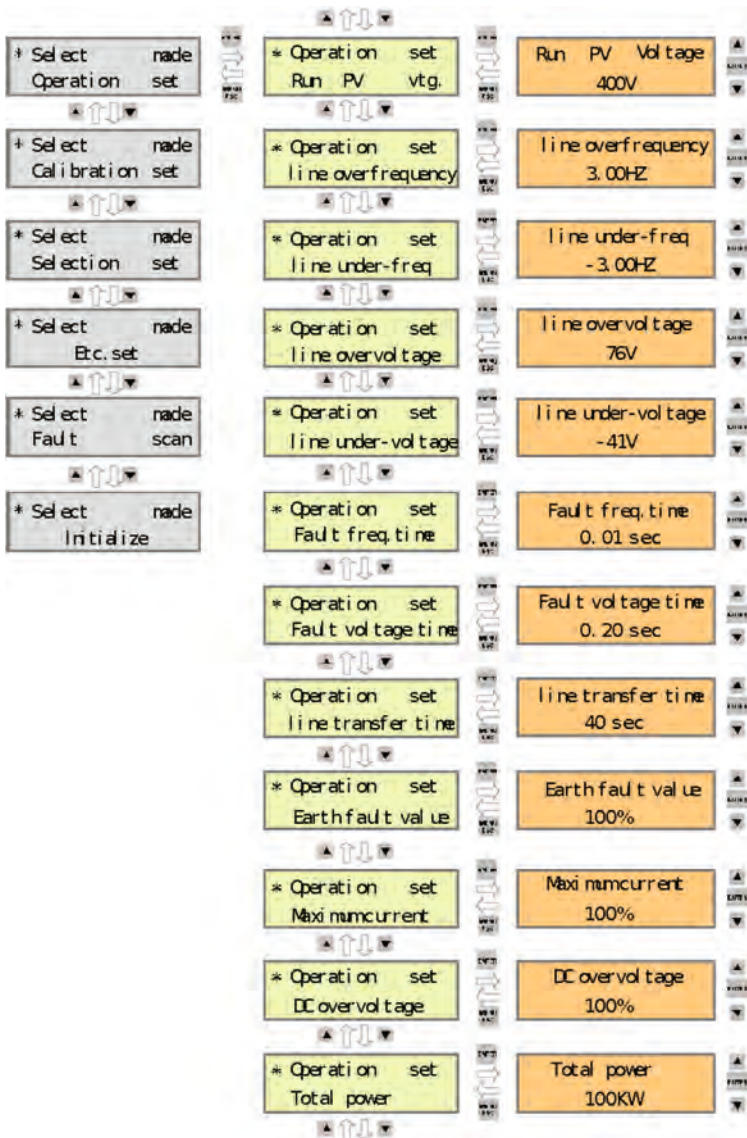 * Select nade
Operation set
* Select nade
Calibration set
* Select nade
Selection set
* Select nade
Etc.set
* Select nade
Fault scan
* Select nade
Initialize
* Operation set
Run PV vtg.
* Operation set
line overfrequency
* Operation set
line under-freq
* Operation set
line overvoltage
* Operation set
line under-voltage
* Operation set
Fault freq.time
* Operation set
Fault voltage time
* Operation set
line transfer time
* Operation set
Earth fault value
* Operation set
Maximumcurrent
* Operation set
DC overvoltage
* Operation set
Total power
Run PV Voltage
400V
line overfrequency
3.00HZ
line under-freq
-3.00HZ
line overvoltage
76V
line under-voltage
-41V
Fault freq.time
0.01 sec
Fault voltage time
0.20 sec
line transfer time
40 sec
Earth fault value
100%
Maximumcurrent
100%
DC overvoltage
100%
Total power
100KW